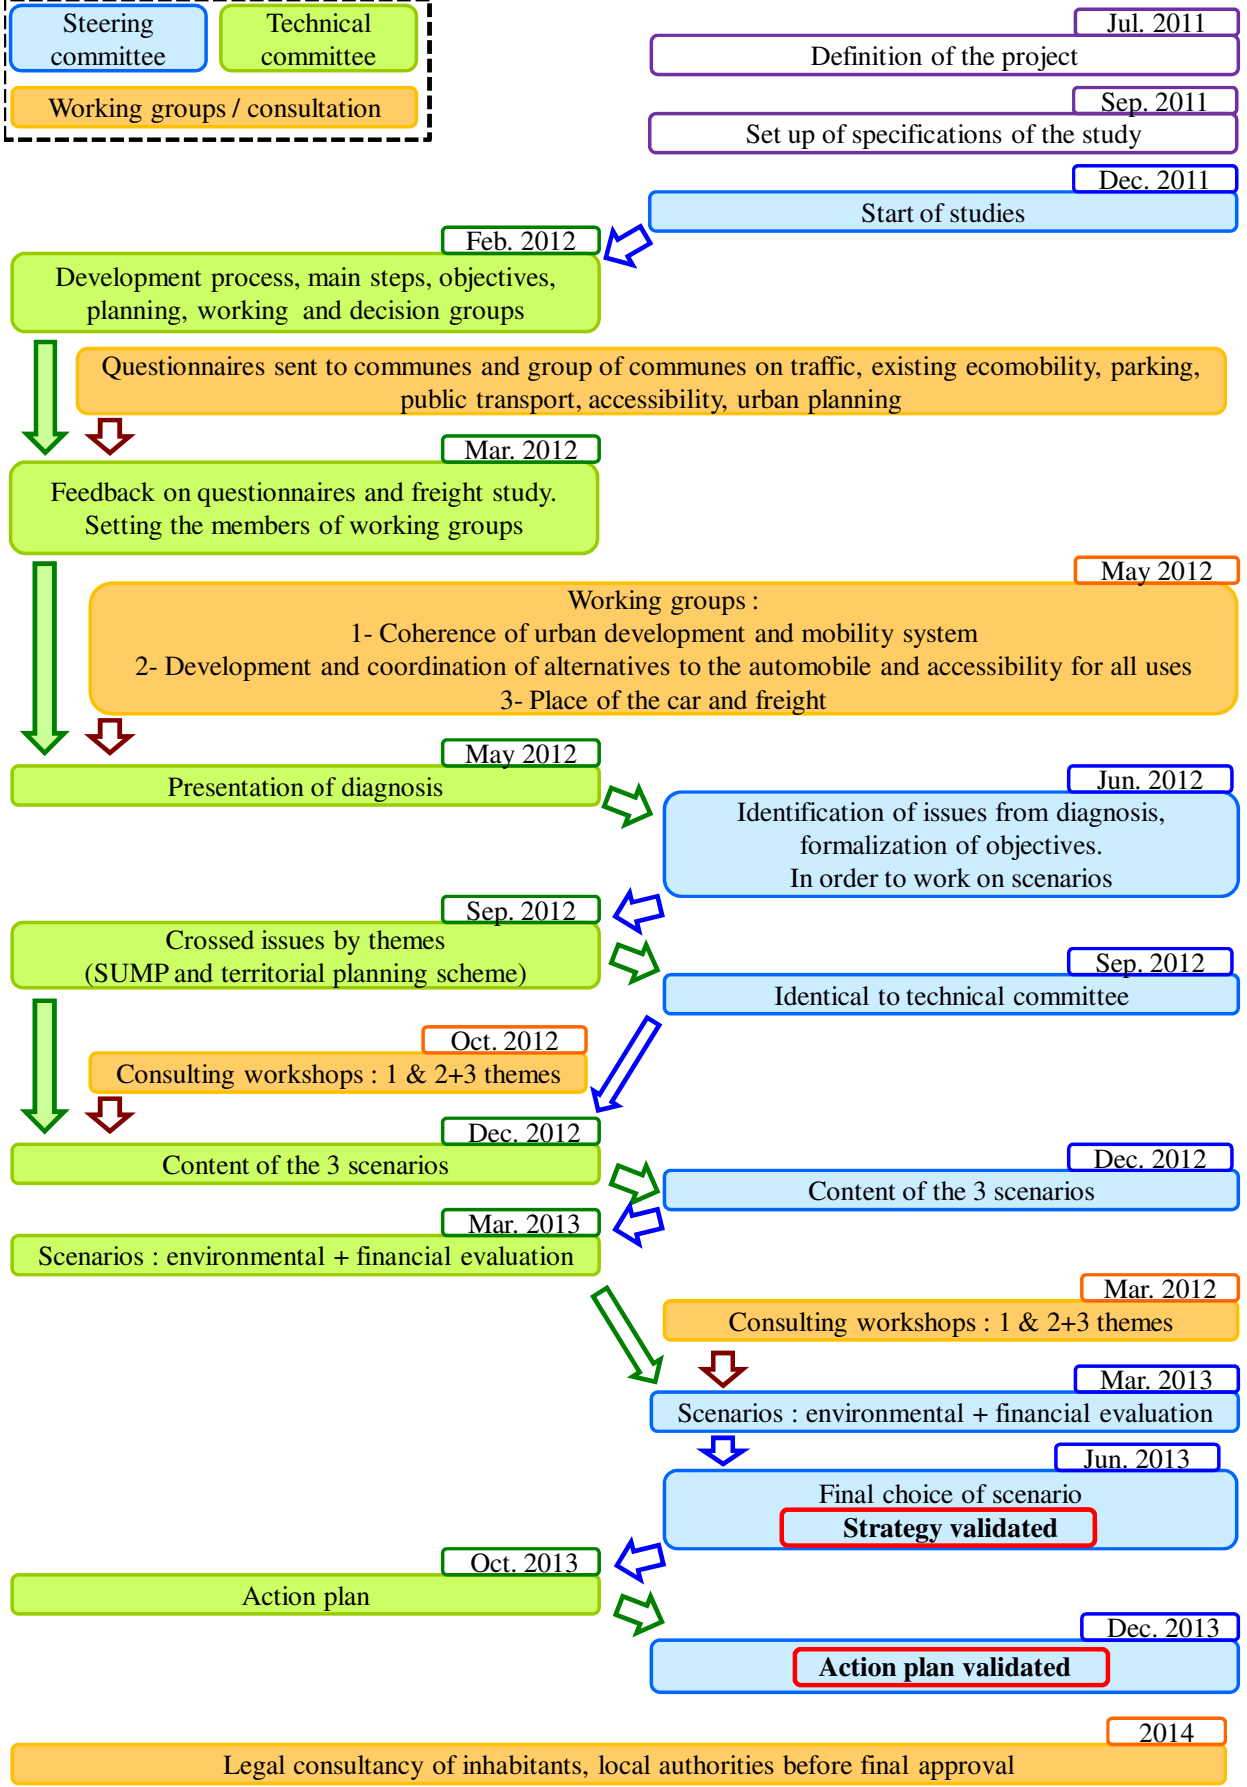 Steering
committee
Technical
committee
Working groups / consultation
Jul. 2011
Definition of the project
Sep. 2011
Set up of specifications of the study
Dec. 2011
Start of studies
Feb. 2012
Development process, main steps, objectives,
planning, working and decision groups
Questionnaires sent to communes and group of communes on traffic, existing ecomobility, parking,
public transport, accessibility, urban planning
Mar. 2012
Feedback on questionnaires and freight study.
Setting the members of working groups
May 2012
Working groups :
1- Coherence of urban development and mobility system
2- Development and coordination of alternatives to the automobile and accessibility for all uses
3- Place of the car and freight
May 2012
Presentation of diagnosis
Jun. 2012
Identification of issues from diagnosis,
formalization of objectives.
In order to work on scenarios
Sep. 2012
Crossed issues by themes
(SUMP and territorial planning scheme)
Sep. 2012
Identical to technical committee
Oct. 2012
Consulting workshops : 1 & 2+3 themes
Dec. 2012
Content of the 3 scenarios
Dec. 2012
Content of the 3 scenarios
Mar. 2013
Scenarios : environmental + financial evaluation
Mar. 2012
Consulting workshops : 1 & 2+3 themes
Mar. 2013
Scenarios : environmental + financial evaluation
Jun. 2013
Final choice of scenario
Strategy validated
Oct. 2013
Action plan
Dec. 2013
Action plan validated
2014
Legal consultancy of inhabitants, local authorities before final approval